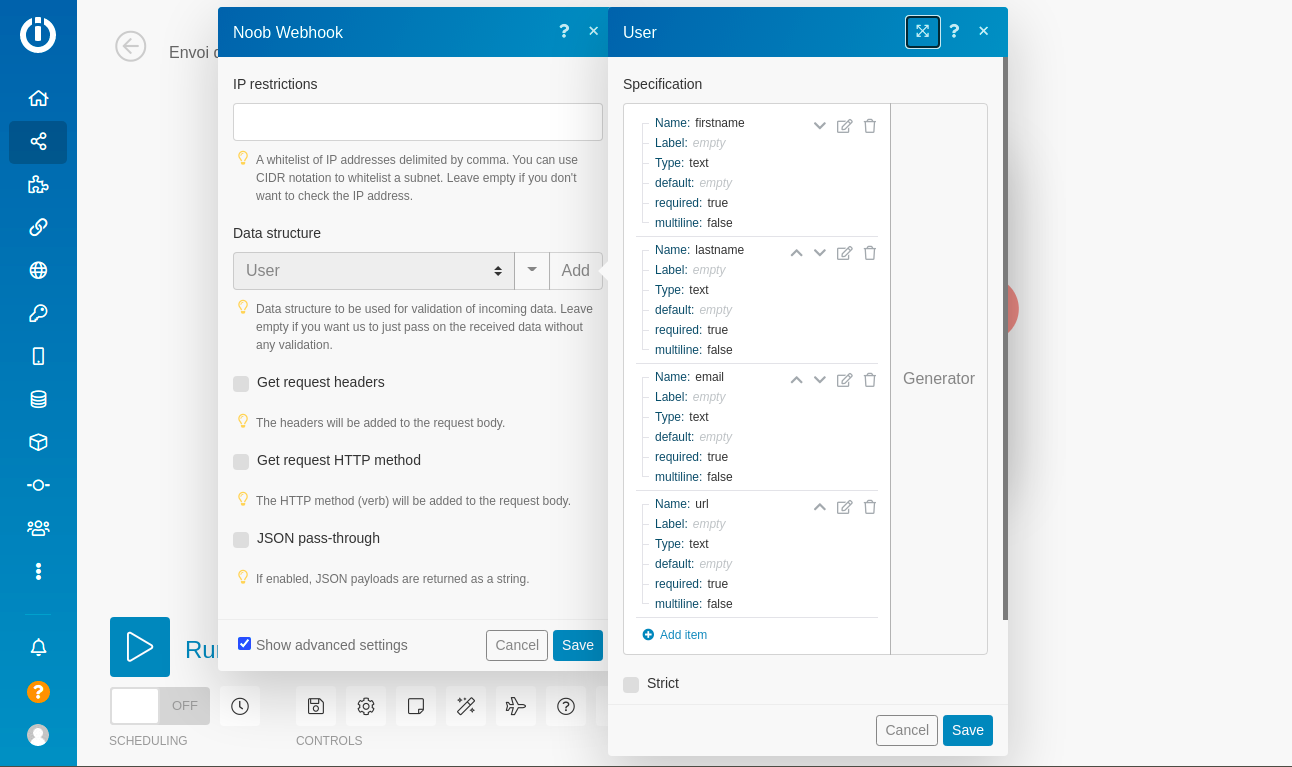 Envoi
Noob Webhook
?
×
IP restrictions
A whitelist of IP addresses delimited by comma. You can use
CIDR notation to whitelist a subnet. Leave empty if you don't
want to check the IP address.
Data structure
User
Add
Data structure to be used for validation of incoming data. Leave
empty if you want us to just pass on the received data without
any validation.
Get request headers
The headers will be added to the request body.
Get request HTTP method
The HTTP method (verb) will be added to the request body.
JSON pass-through
If enabled, JSON payloads are returned as a string.
Show advanced settings
Cancel
Save
User
?
×
Specification
Name: firstname
Label: empty
Type: text
default: empty
required: true
multiline: false
Name: lastname
Label: empty
Type: text
default: empty
required: true
multiline: false
Name: email
Label: empty
Type: text
default: empty
required: true
multiline: false
Name: url
Label: empty
Type: text
default: empty
required: true
multiline: false
Add item
Generator
Strict
Cancel
Save
OFF
SCHEDULING
CONTROLS
?
?